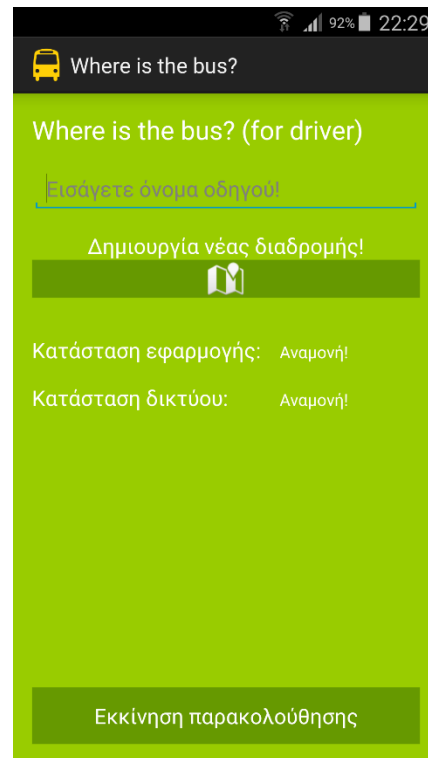 92% 22:29
Where is the bus?
Where is the bus? (for driver)
Εισάγετε όνομα οδηγού!
Δημιουργία νέας διαδρομής!
Κατάσταση εφαρμογής: Αναμονή!
Κατάσταση δικτύου: Αναμονή!
Εκκίνηση παρακολούθησης